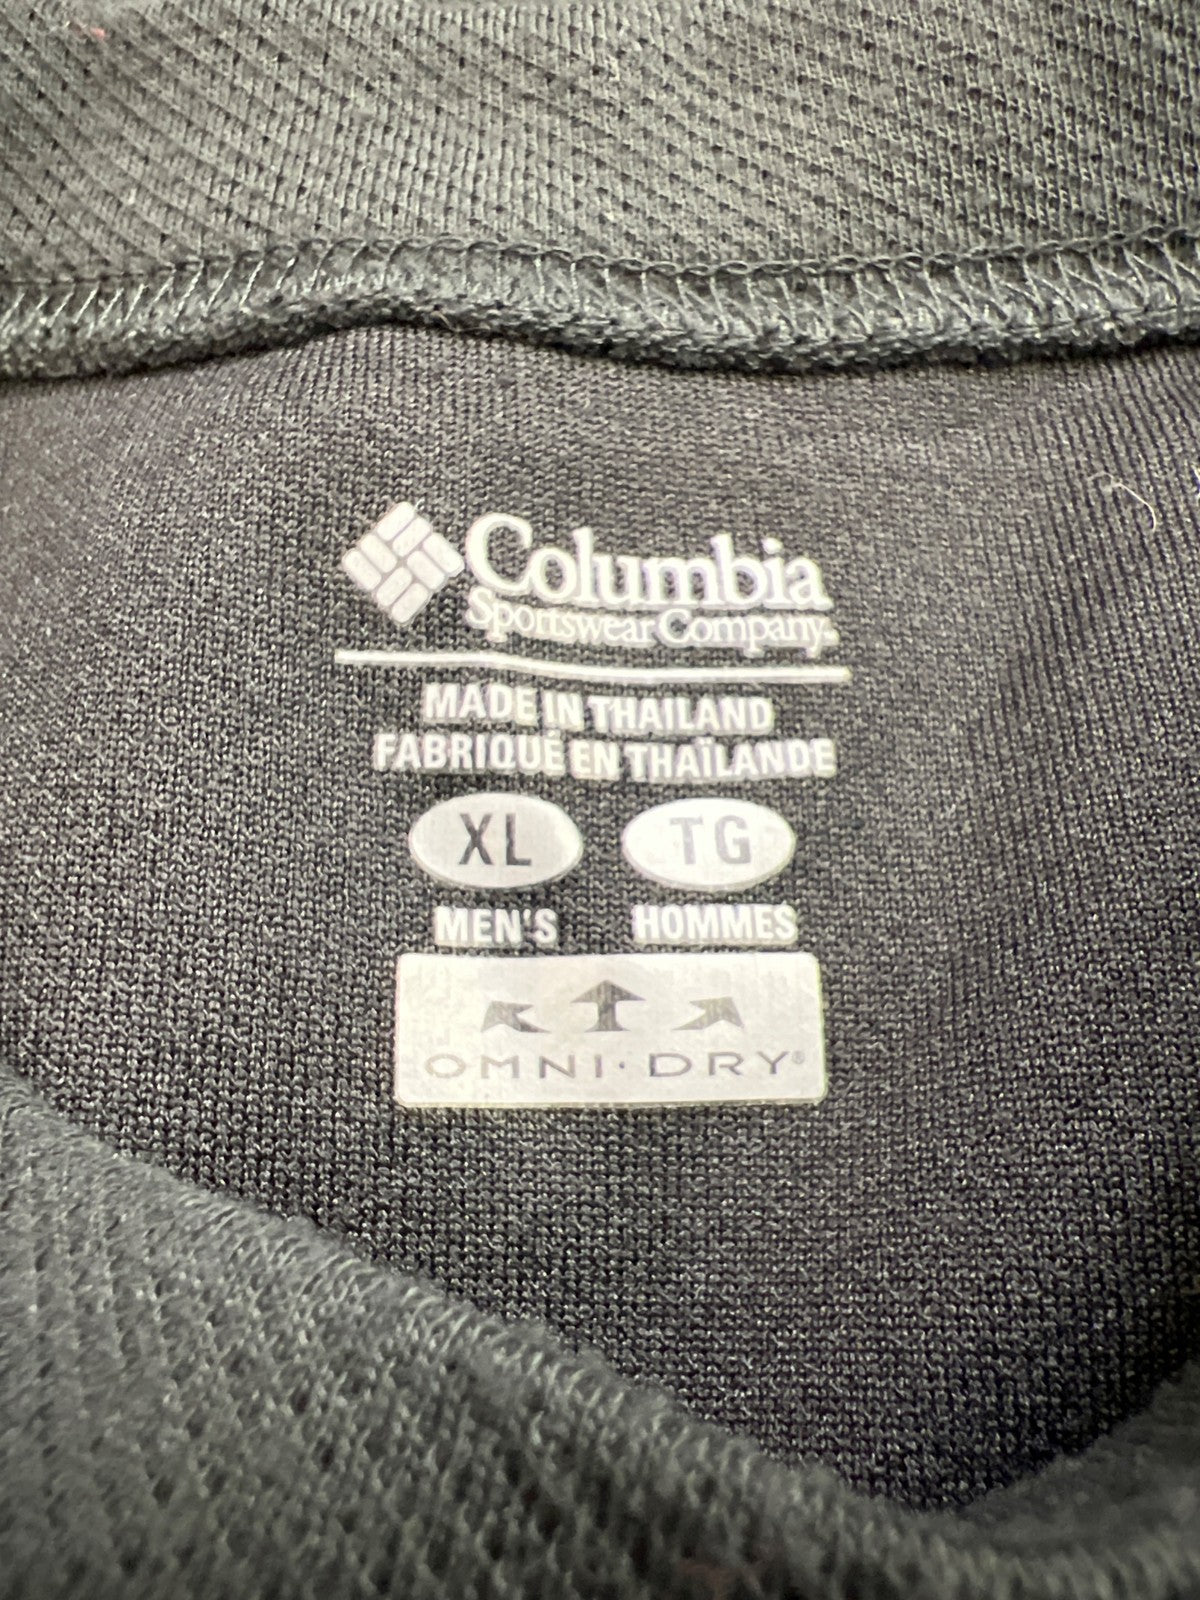 Columbia
Sportswear Company
MADE IN THAILAND
FABRIQUÉ EN THAÏLANDE
XL TG
MEN'S HOMMES
OMNI·DRY®